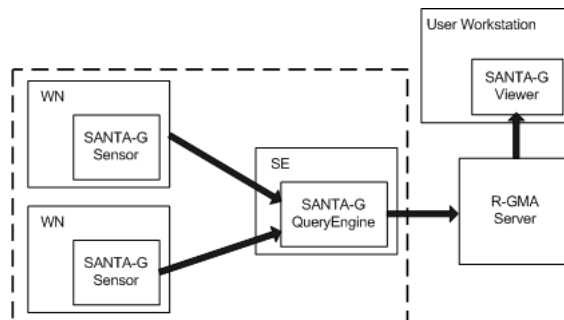 User Workstation
SANTA-G
Viewer
WN
SANTA-G
Sensor
SE
SANTA-G
QueryEngine
R-GMA
Server
WN
SANTA-G
Sensor